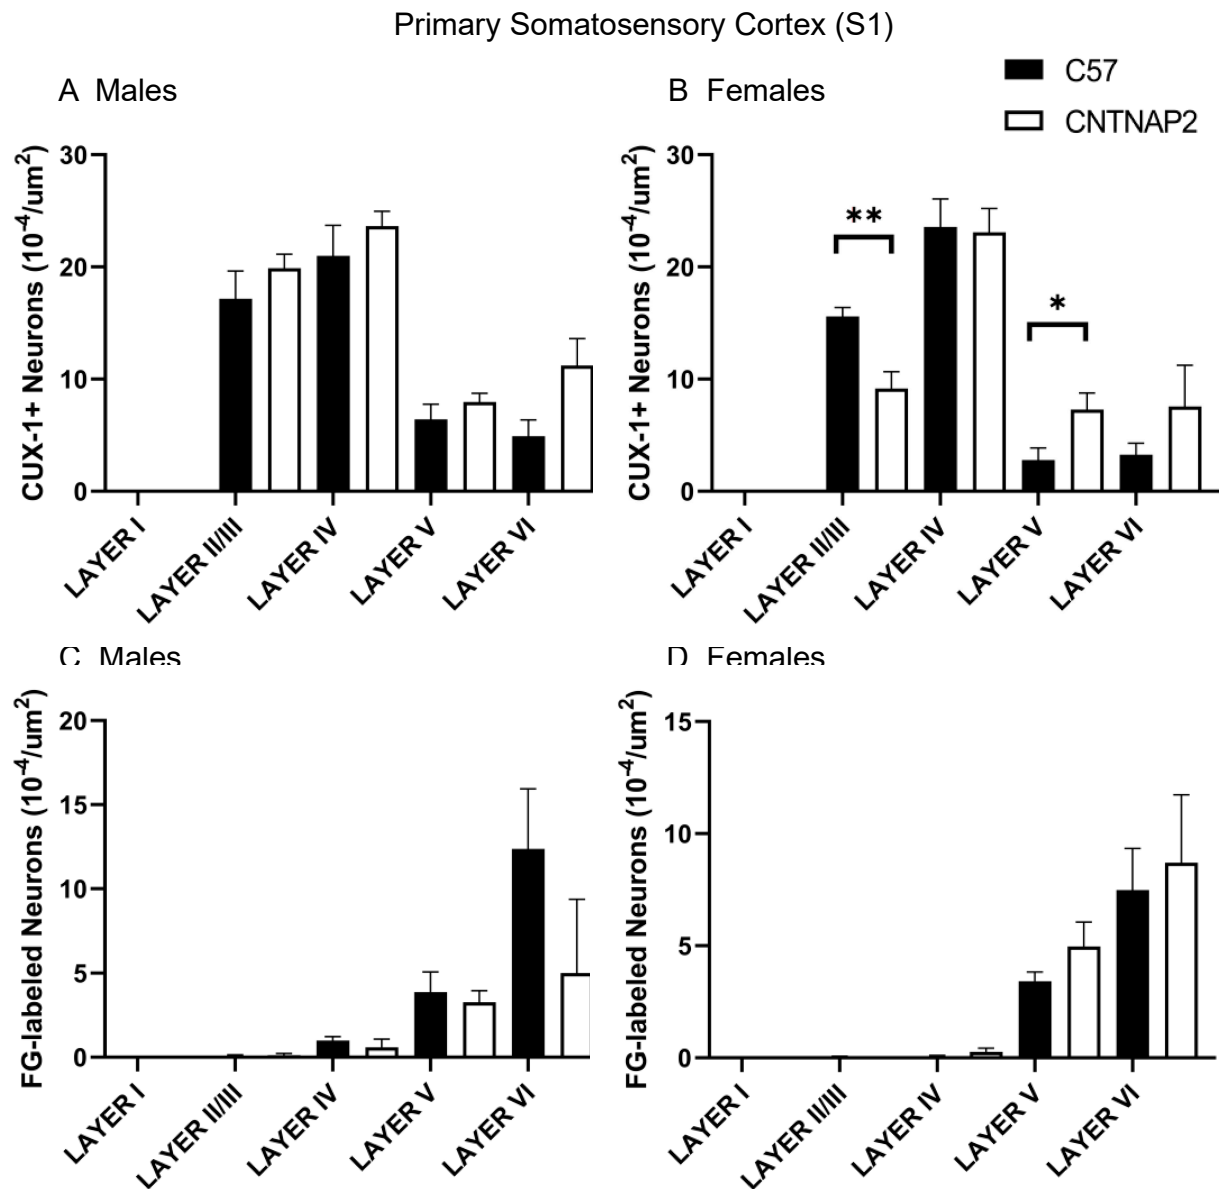 Primary Somatosensory Cortex (S1)
A Males
B Females
C57
CNTNAP2
CUX-1+ Neurons (10⁻⁴/um²)
30
20
10
0
LAYER I
LAYER II/III
LAYER IV
LAYER V
LAYER VI
CUX-1+ Neurons (10⁻⁴/um²)
30
20
10
0
**
*
LAYER I
LAYER II/III
LAYER IV
LAYER V
LAYER VI
C Males
D Females
FG-labeled Neurons (10⁻⁴/um²)
20
15
10
5
0
LAYER I
LAYER II/III
LAYER IV
LAYER V
LAYER VI
FG-labeled Neurons (10⁻⁴/um²)
15
10
5
0
LAYER I
LAYER II/III
LAYER IV
LAYER V
LAYER VI